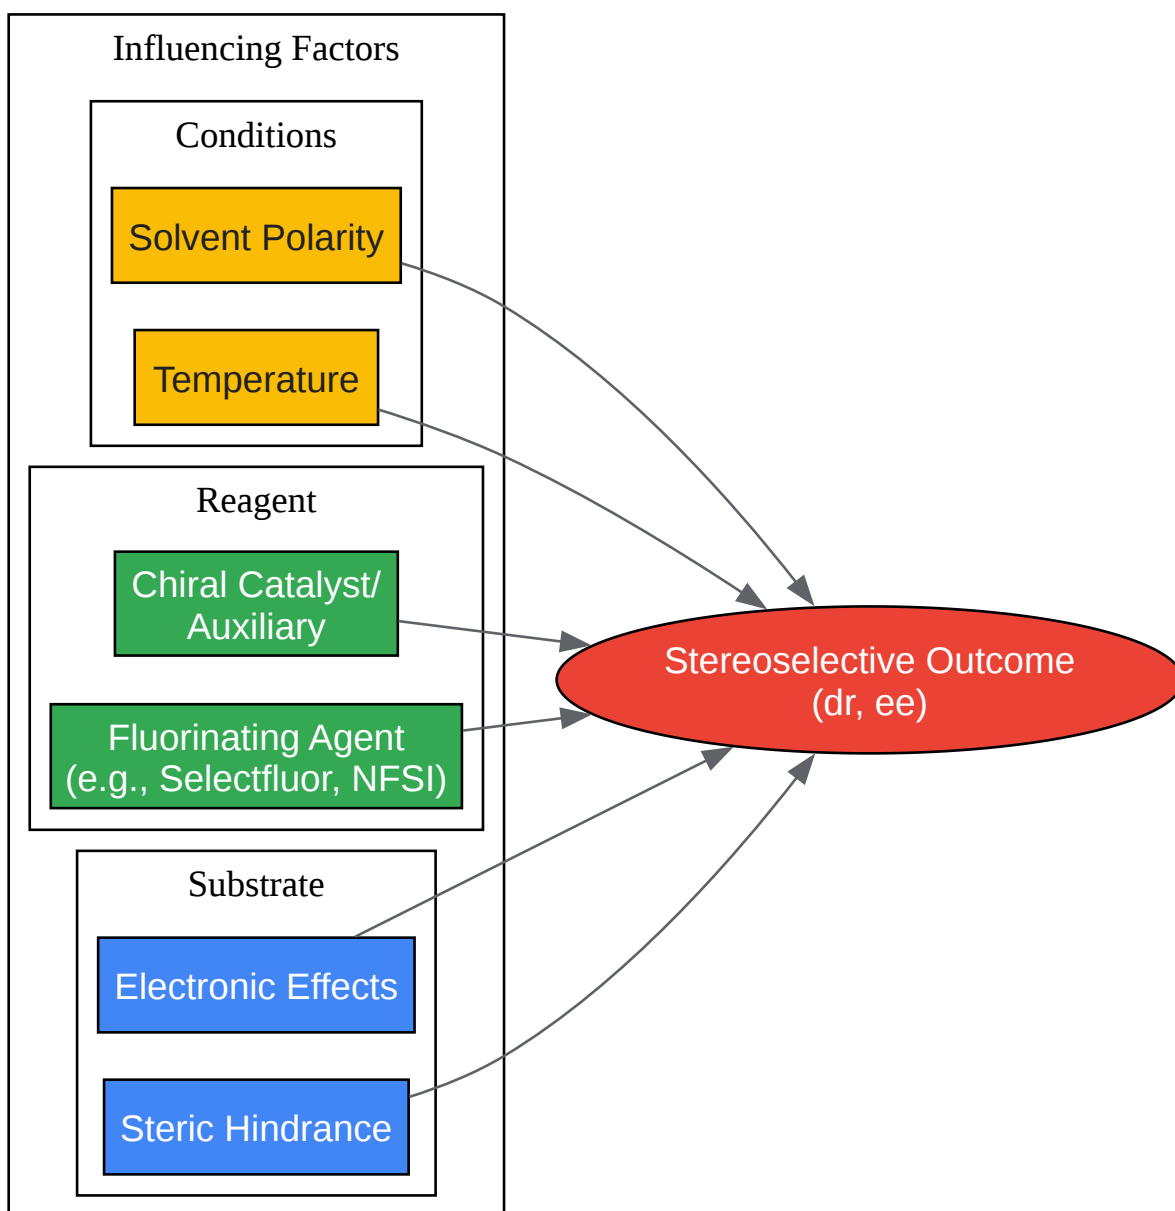 Influencing Factors
Conditions
Solvent Polarity
Temperature
Reagent
Chiral Catalyst/
Auxiliary
Fluorinating Agent
(e.g., Selectfluor, NFSI)
Substrate
Electronic Effects
Steric Hindrance
Stereoselective Outcome
(dr, ee)